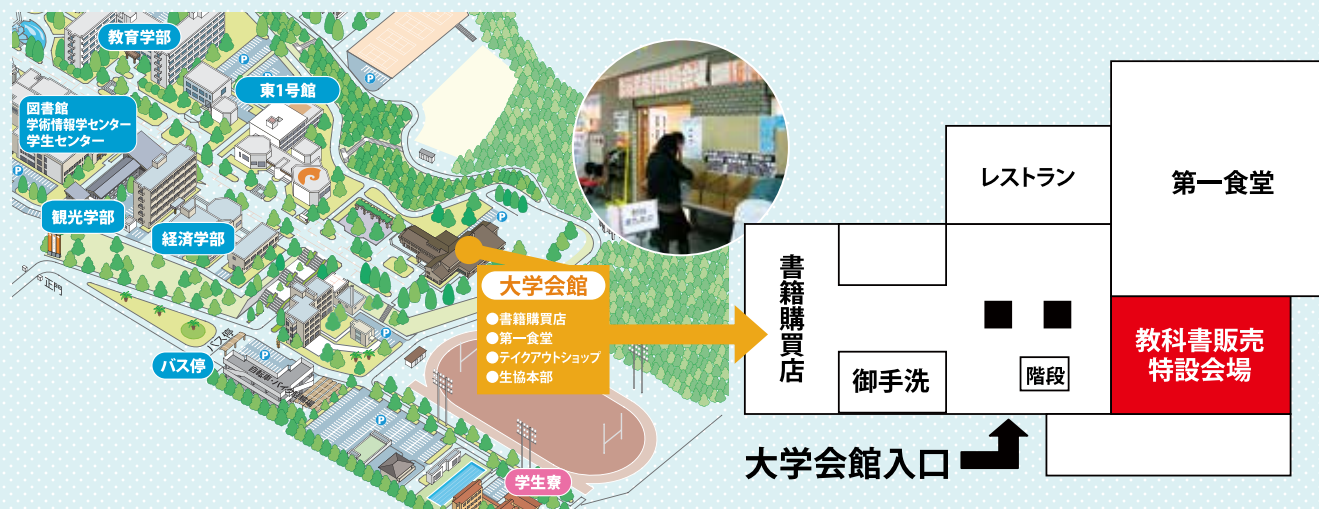 教育学部
東1号館
図書館
学術情報学センター
学生センター
観光学部
経済学部
正門
バス停
バス停
大学会館
●書籍購買店
●第一食堂
●テイクアウトショップ
●生協本部
学生寮
P
P
P
P
P
P
P
P
レストラン
第一食堂
書籍購買店
御手洗
階段
教科書販売
特設会場
大学会館入口